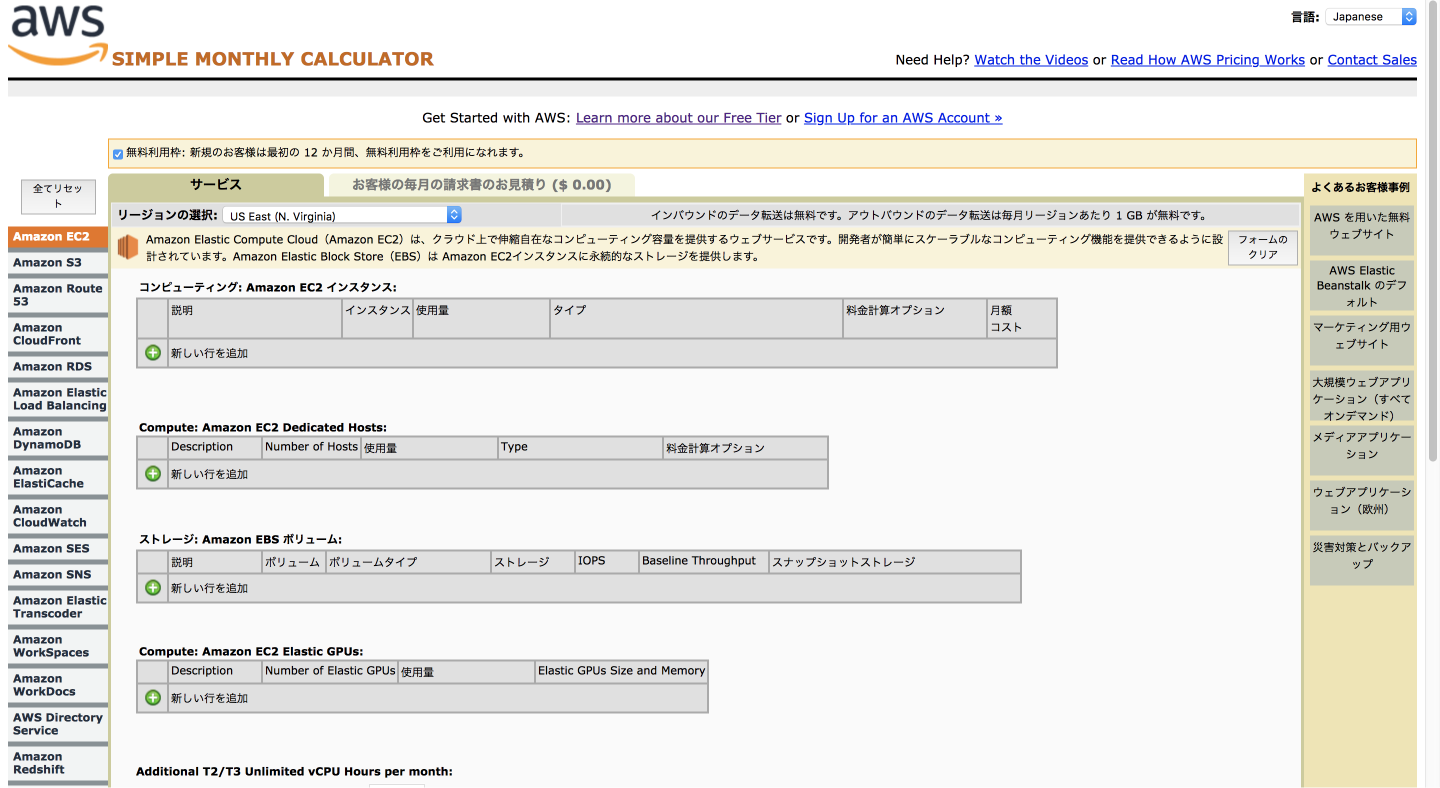 aws
言語: Japanese
SIMPLE MONTHLY CALCULATOR
Need Help? Watch the Videos or Read How AWS Pricing Works or Contact Sales
Get Started with AWS: Learn more about our Free Tier or Sign Up for an AWS Account »
無料利用枠: 新規のお客様は最初の 12 か月間、無料利用枠をご利用になれます。
全てリセッ
ト
Amazon EC2
Amazon S3
Amazon Route
53
Amazon
CloudFront
Amazon RDS
Amazon Elastic
Load Balancing
Amazon
DynamoDB
Amazon
ElastiCache
Amazon
CloudWatch
Amazon SES
Amazon SNS
Amazon Elastic
Transcoder
Amazon
WorkSpaces
Amazon
WorkDocs
AWS Directory
Service
Amazon
Redshift
サービス
お客様の毎月の請求書のお見積り ($ 0.00)
リージョンの選択: US East (N. Virginia)
インバウンドのデータ転送は無料です。アウトバウンドのデータ転送は毎月リージョンあたり 1 GB が無料です。
Amazon Elastic Compute Cloud（Amazon EC2）は、クラウド上で伸縮自在なコンピューティング容量を提供するウェブサービスです。開発者が簡単にスケーラブルなコンピューティング機能を提供できるように設
計されています。Amazon Elastic Block Store（EBS）は Amazon EC2インスタンスに永続的なストレージを提供します。
フォームの
クリア
コンピューティング: Amazon EC2 インスタンス:
説明 インスタンス 使用量 タイプ 料金計算オプション 月額
コスト
新しい行を追加
Compute: Amazon EC2 Dedicated Hosts:
Description Number of Hosts 使用量 Type 料金計算オプション
新しい行を追加
ストレージ: Amazon EBS ボリューム:
説明 ボリューム ボリュームタイプ ストレージ IOPS Baseline Throughput スナップショットストレージ
新しい行を追加
Compute: Amazon EC2 Elastic GPUs:
Description Number of Elastic GPUs 使用量 Elastic GPUs Size and Memory
新しい行を追加
Additional T2/T3 Unlimited vCPU Hours per month:
よくあるお客様事例
AWS を用いた無料
ウェブサイト
AWS Elastic
Beanstalk のデフ
ォルト
マーケティング用ウ
ェブサイト
大規模ウェブアプリ
ケーション（すべて
オンデマンド）
メディアアプリケー
ション
ウェブアプリケーシ
ョン（欧州）
災害対策とバックア
ップ